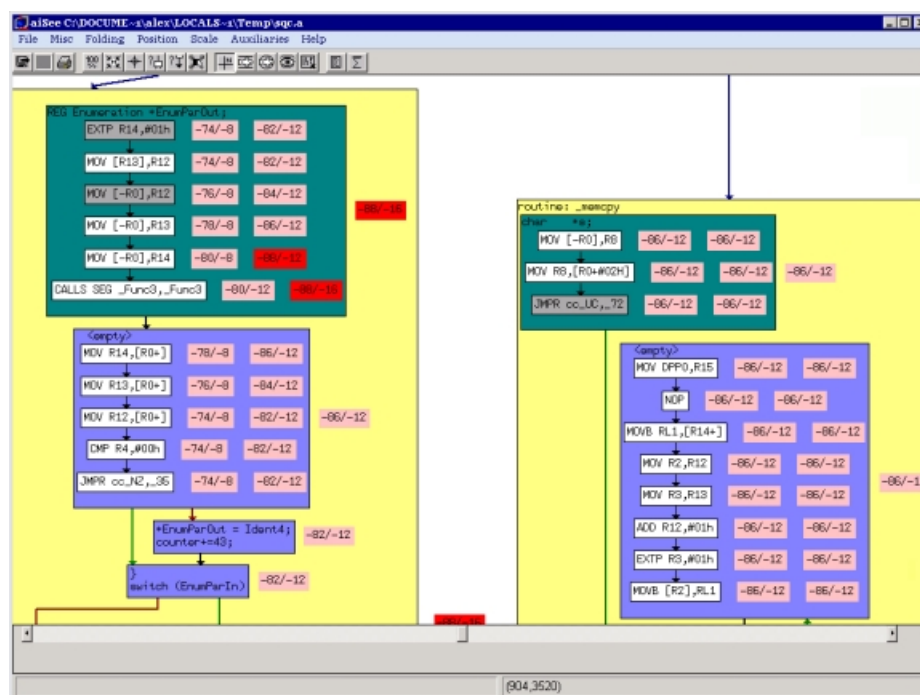 aiSee C:\DOCUME~1\alex\LOCALS~1\Temp\sqc.a
File Misc Folding Position Scale Auxiliaries Help
REG Enumeration *EnumParOut;
EXTP R14,#01h -74/-8 -82/-12
MOV [R13],R12 -74/-8 -82/-12
MOV [-R0],R12 -76/-8 -84/-12
-88/-16
MOV [-R0],R13 -78/-8 -86/-12
MOV [-R0],R14 -80/-8 -88/-12
CALLS SEG _Func3,_Func3 -80/-12 -88/-16
<empty>
MOV R14,[R0+] -78/-8 -86/-12
MOV R13,[R0+] -76/-8 -84/-12
MOV R12,[R0+] -74/-8 -82/-12 -86/-12
CMP R4,#00h -74/-8 -82/-12
JMPR cc_NZ,_35 -74/-8 -82/-12
*EnumParOut = Ident4;
counter+=43;
-82/-12
}
switch (EnumParIn)
-82/-12
routine: _memcpy
char *s;
MOV [-R0],R8 -86/-12 -86/-12
MOV R8,[R0+#02H] -86/-12 -86/-12 -86/-12
JMPR cc_UC,_72 -86/-12 -86/-12
<empty>
MOV DPP0,R15 -86/-12 -86/-12
NOP -86/-12 -86/-12
MOVB RL1,[R14+] -86/-12 -86/-12
MOV R2,R12 -86/-12 -86/-12
MOV R3,R13 -86/-12 -86/-12
ADD R12,#01h -86/-12 -86/-12
EXTP R3,#01h -86/-12 -86/-12
MOVB [R2],RL1 -86/-12 -86/-12
(904,3520)